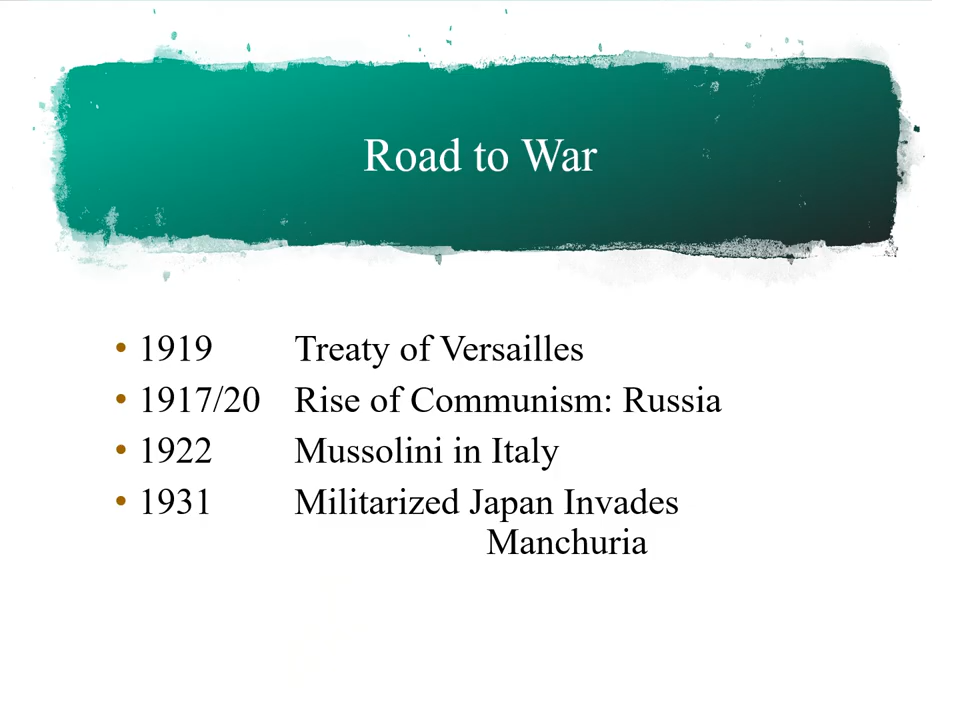 Road to War
• 1919 Treaty of Versailles
• 1917/20 Rise of Communism: Russia
• 1922 Mussolini in Italy
• 1931 Militarized Japan Invades
Manchuria